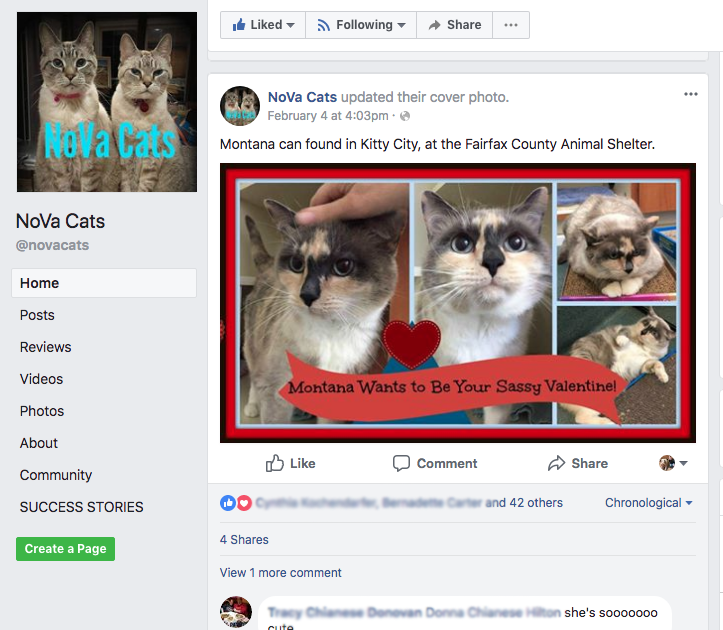 Liked
Following
Share
NoVa Cats
NoVa Cats
@novacats
Home
Posts
Reviews
Videos
Photos
About
Community
SUCCESS STORIES
Create a Page
NoVa Cats updated their cover photo.
February 4 at 4:03pm ·
Montana can found in Kitty City, at the Fairfax County Animal Shelter.
Montana Wants to Be Your Sassy Valentine!
Like
Comment
Share
and 42 others
Chronological
4 Shares
View 1 more comment
she's sooooooo
cute